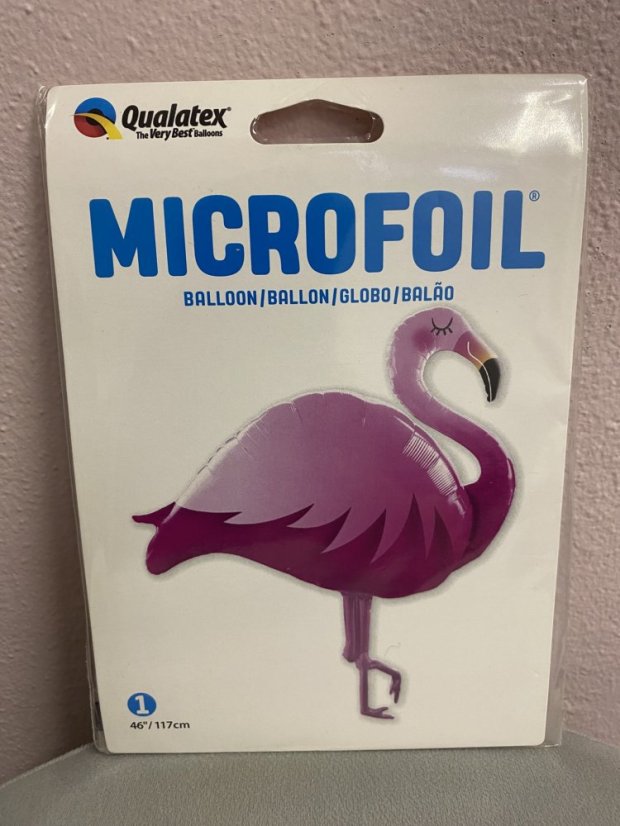 Qualatex®
The Very Best Balloons
MICROFOIL®
BALLOON/BALLON/GLOBO/BALÃO
1
46"/117cm